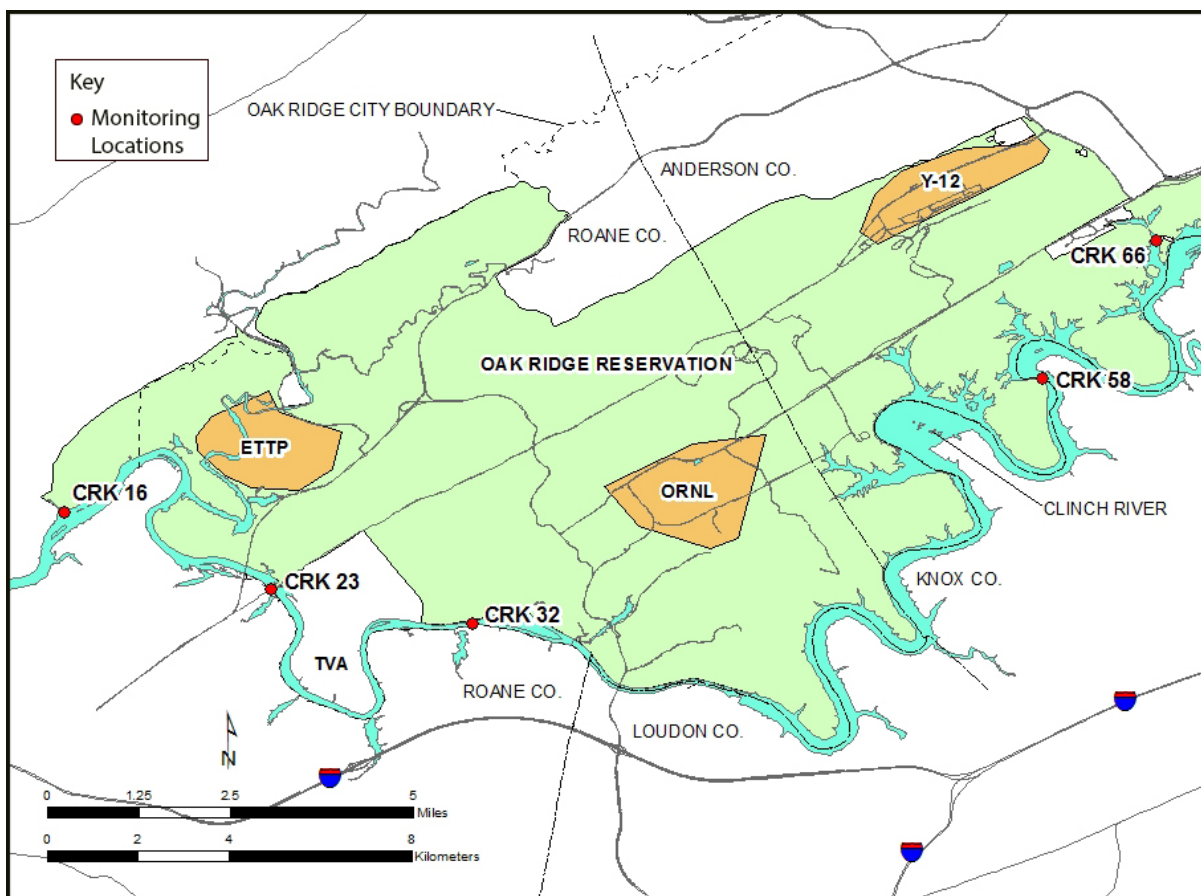 Key
Monitoring
Locations
OAK RIDGE CITY BOUNDARY
ANDERSON CO.
Y-12
ROANE CO.
CRK 66
OAK RIDGE RESERVATION
CRK 58
ETTP
ORNL
CRK 16
CLINCH RIVER
CRK 23
KNOX CO.
CRK 32
TVA
ROANE CO.
LOUDON CO.
N
0 1.25 2.5 5
Miles
0 2 4 8
Kilometers